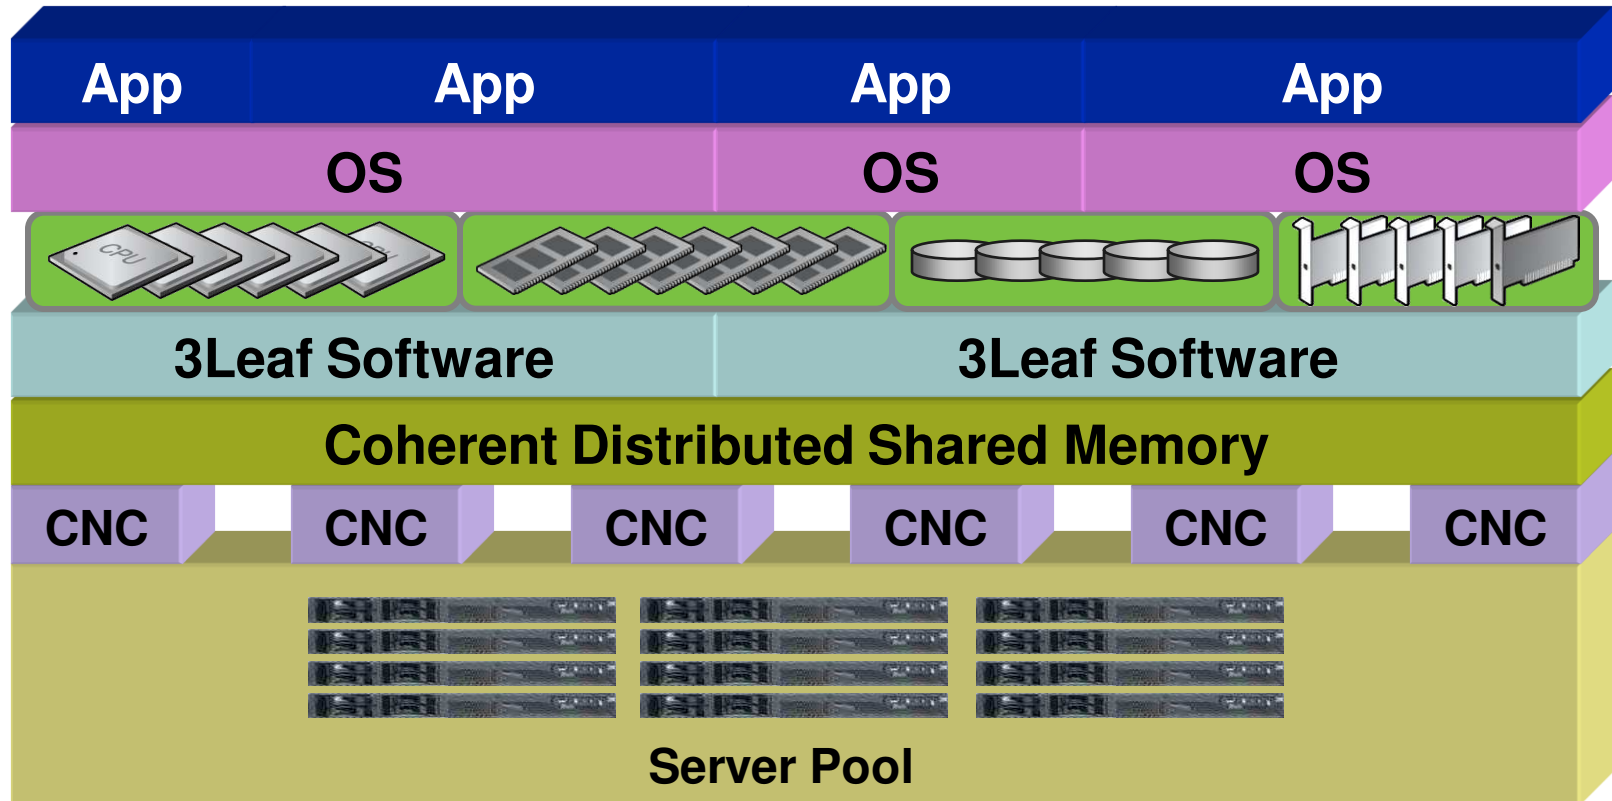 App App App App
OS OS OS
CPU
3Leaf Software 3Leaf Software
Coherent Distributed Shared Memory
CNC CNC CNC CNC CNC CNC
Server Pool